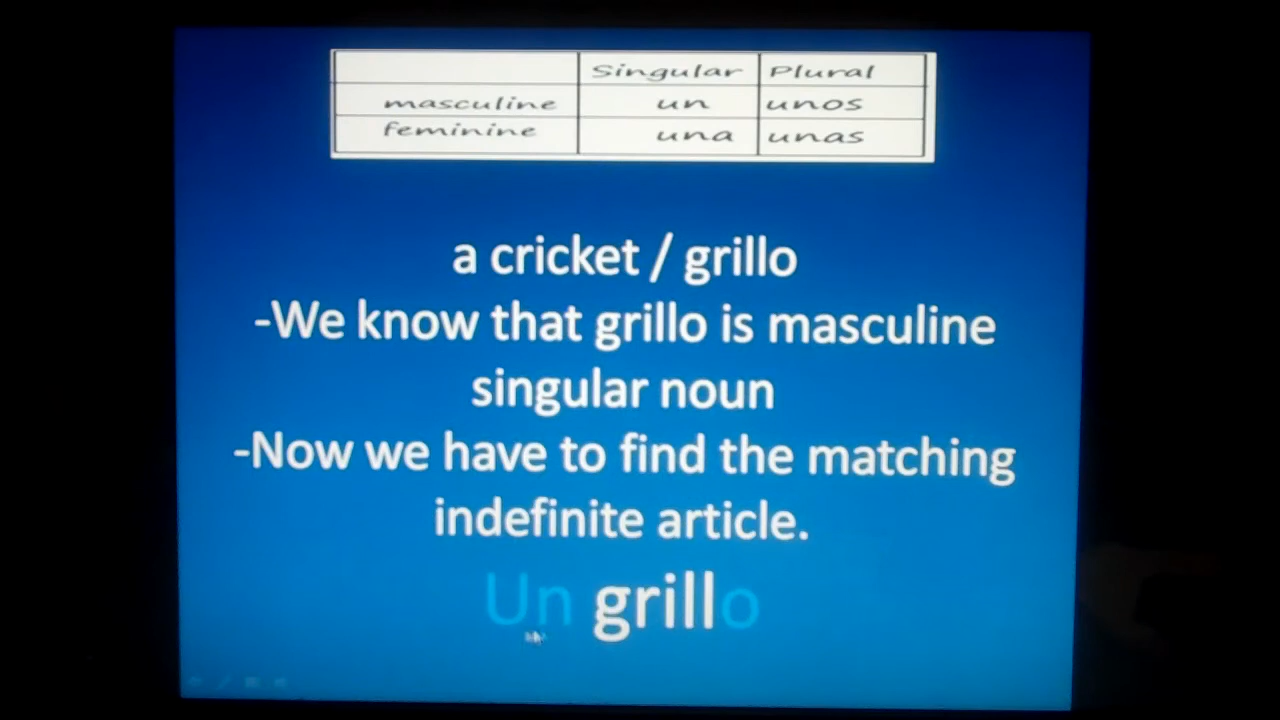 Singular Plural
masculine un unos
feminine una unas
a cricket / grillo
-We know that grillo is masculine
singular noun
-Now we have to find the matching
indefinite article.
Un grillo